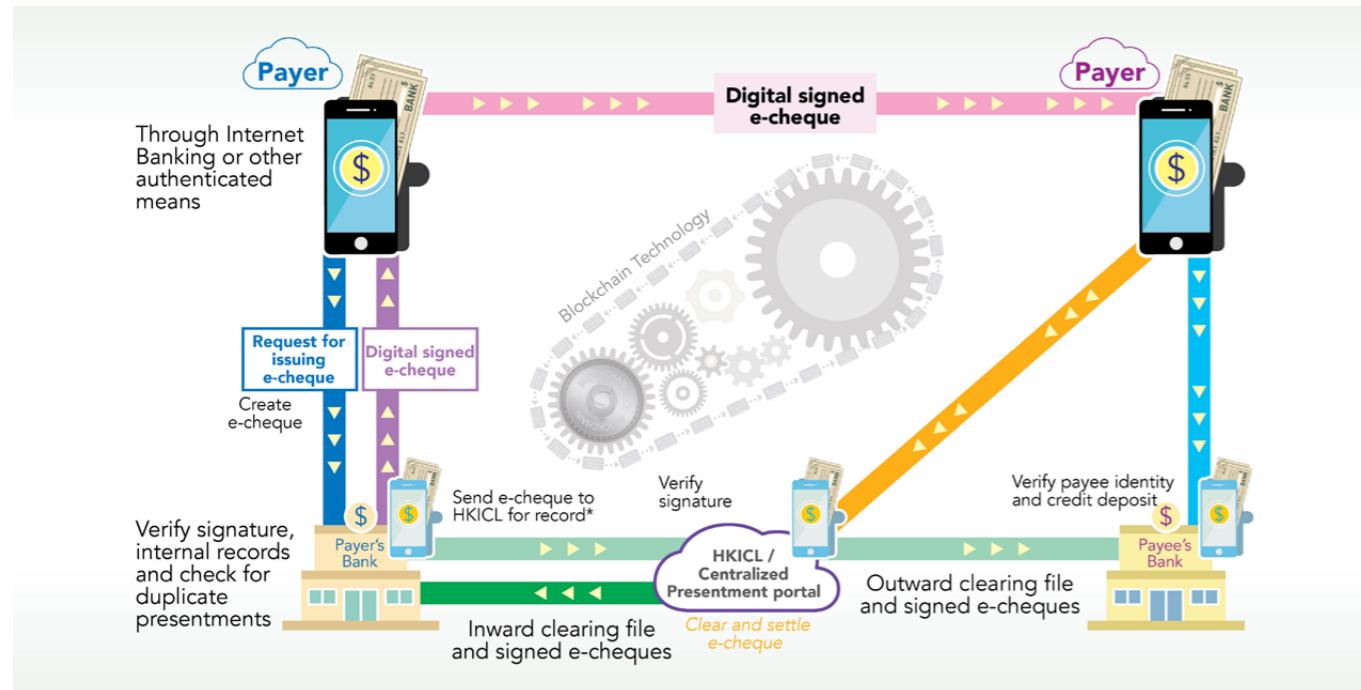 Payer
Payer
Digital signed
e-cheque
Through Internet
Banking or other
authenticated
means
$
$
BANK
BANK
Blockchain Technology
Request for
issuing
e-cheque
Digital signed
e-cheque
Create
e-cheque
Send e-cheque to
HKICL for record*
Verify
signature
Verify payee identity
and credit deposit
$
$
$
$
$
Verify signature,
internal records
and check for
duplicate
presentments
Payer's
Bank
HKICL /
Centralized
Presentment portal
Payee's
Bank
Outward clearing file
and signed e-cheques
Inward clearing file
and signed e-cheques
Clear and settle
e-cheque